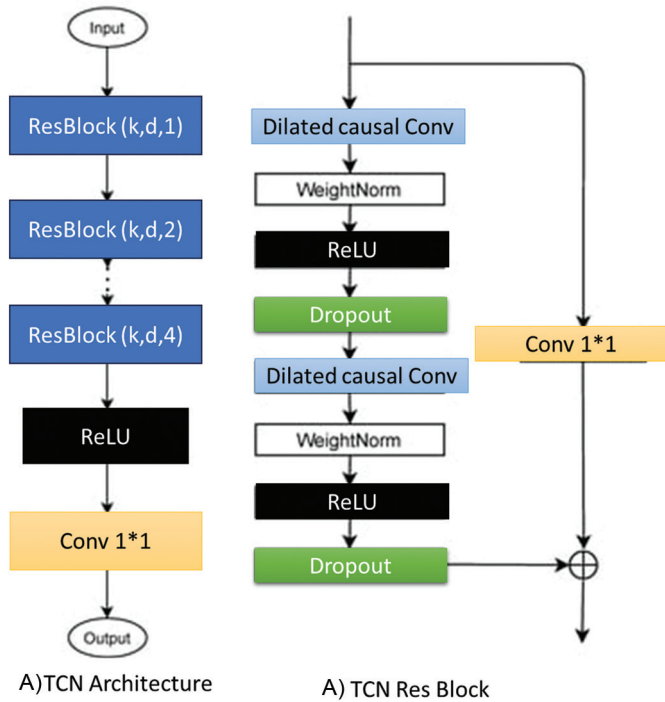 Input
ResBlock (k,d,1)
ResBlock (k,d,2)
ResBlock (k,d,4)
ReLU
Conv 1*1
Output
A)TCN Architecture
Dilated causal Conv
WeightNorm
ReLU
Dropout
Dilated causal Conv
WeightNorm
ReLU
Dropout
Conv 1*1
A) TCN Res Block